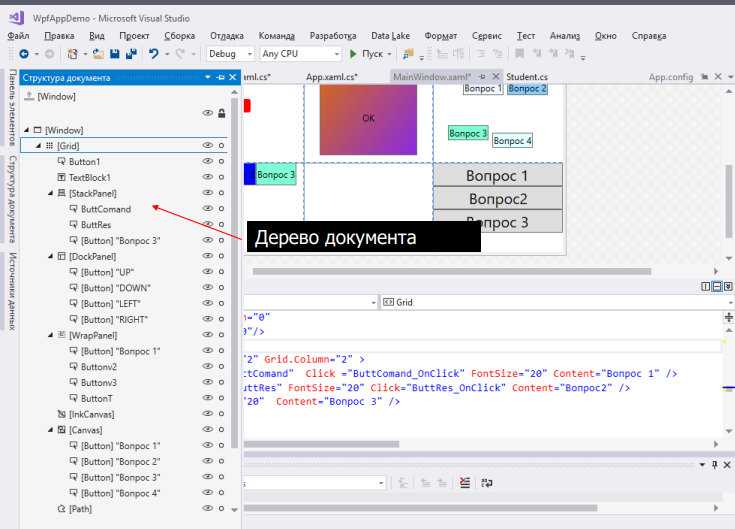 WpfAppDemo - Microsoft Visual Studio
Файл Правка Вид Проект Сборка Отладка Команда Разработка Data Lake Формат Сервис Тест Анализ Окно Справка
Debug Any CPU Пуск
Панель элементов
Структура документа
Источники данных
Структура документа
aml.cs* App.xaml.cs* MainWindow.xaml* Student.cs App.config
[Window]
[Window]
[Grid]
Button1
TextBlock1
[StackPanel]
ButtComand
ButtRes
[Button] "Вопрос 3"
[DockPanel]
[Button] "UP"
[Button] "DOWN"
[Button] "LEFT"
[Button] "RIGHT"
[WrapPanel]
[Button] "Вопрос 1"
Buttonv2
Buttonv3
ButtonT
[InkCanvas]
[Canvas]
[Button] "Вопрос 1"
[Button] "Вопрос 2"
[Button] "Вопрос 3"
[Button] "Вопрос 4"
[Path]
OK
Вопрос 1 Вопрос 2
Вопрос 3
Вопрос 4
2 Вопрос 3
Вопрос 1
Вопрос2
Вопрос 3
Дерево документа
Grid
n="0"
0"/>
"2" Grid.Column="2" >
ttComand" Click ="ButtComand_OnClick" FontSize="20" Content="Вопрос 1" />
uttRes" FontSize="20" Click="ButtRes_OnClick" Content="Вопрос2" />
"20" Content="Вопрос 3" />